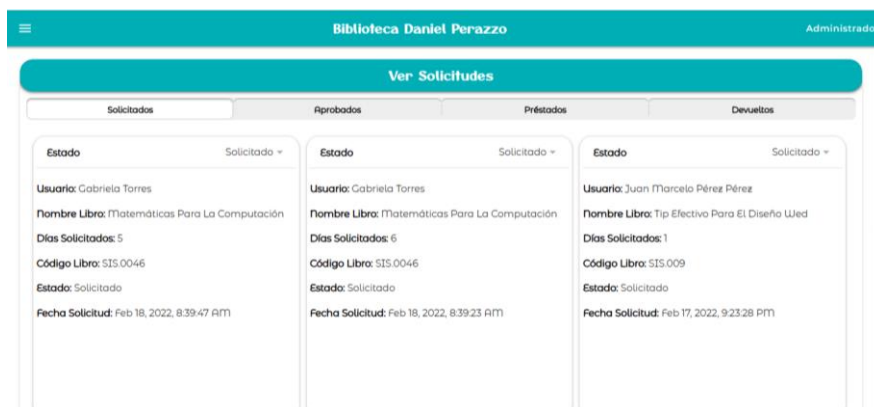 Biblioteca Daniel Perazzo
Administrado
Ver Solicitudes
Solicitados
Aprobados
Préstados
Devueltos
Estado
Solicitado
Usuario: Gabriela Torres
Nombre Libro: Matemáticas Para La Computación
Días Solicitados: 5
Código Libro: SIS.0046
Estado: Solicitado
Fecha Solicitud: Feb 18, 2022, 8:39:47 AM
Estado
Solicitado
Usuario: Gabriela Torres
Nombre Libro: Matemáticas Para La Computación
Días Solicitados: 6
Código Libro: SIS.0046
Estado: Solicitado
Fecha Solicitud: Feb 18, 2022, 8:39:23 AM
Estado
Solicitado
Usuario: Juan Marcelo Pérez Pérez
Nombre Libro: Tip Efectivo Para El Diseño Wed
Días Solicitados: 1
Código Libro: SIS.009
Estado: Solicitado
Fecha Solicitud: Feb 17, 2022, 9:23:28 PM